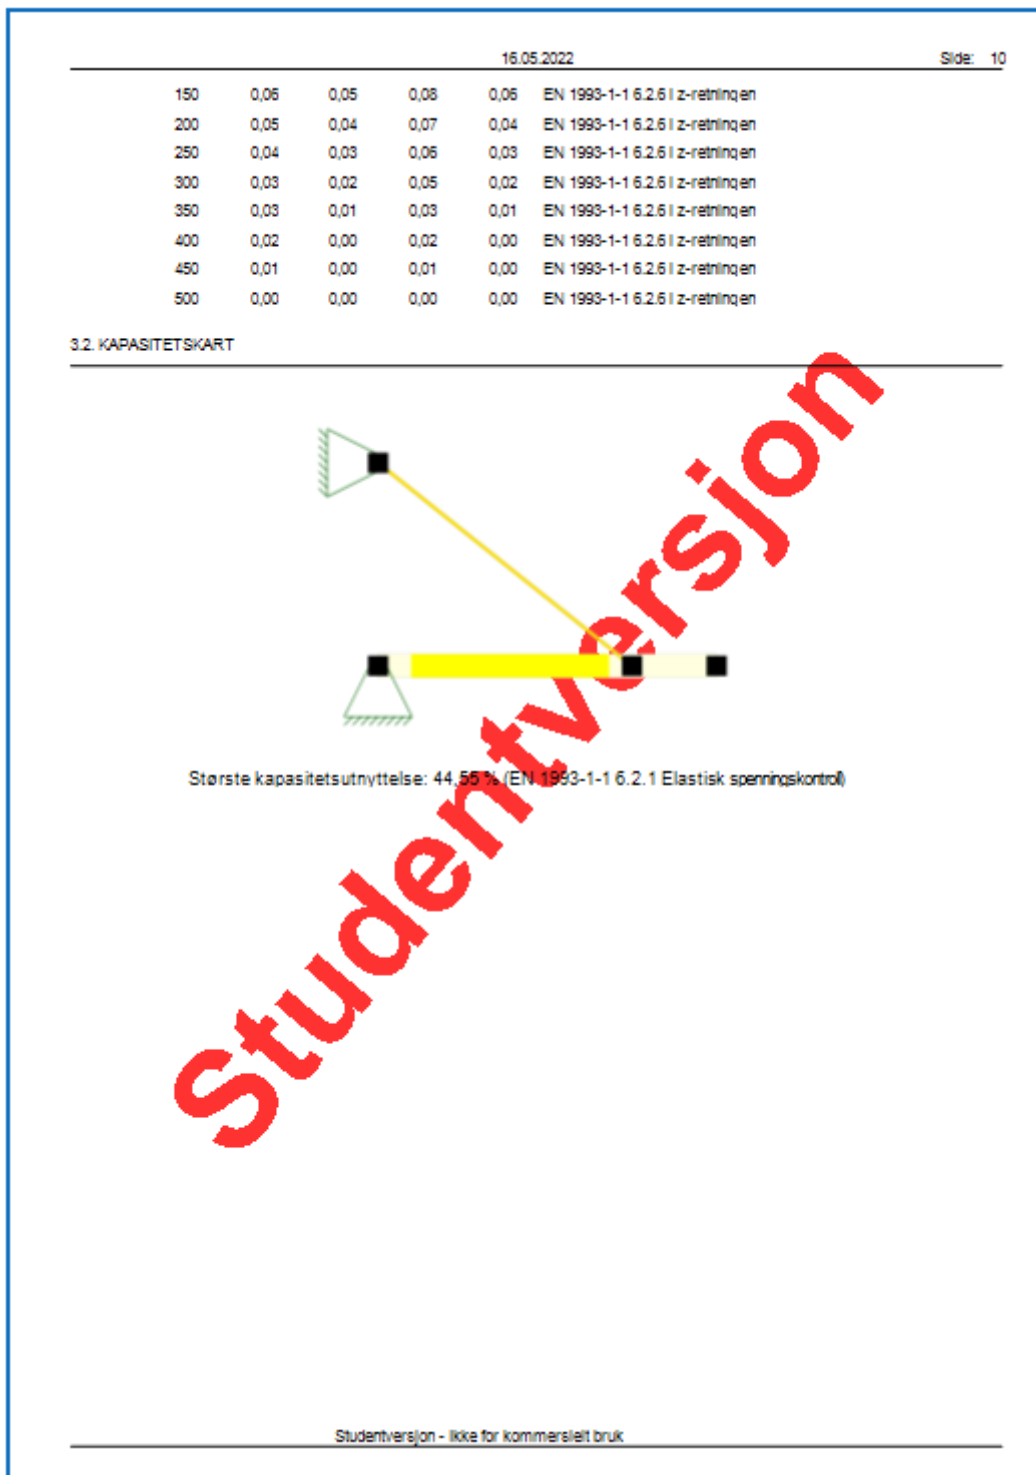 16.05.2022 Side: 10
150 0,06 0,05 0,08 0,06 EN 1993-1-1 6.2.6 i z-retningen
200 0,05 0,04 0,07 0,04 EN 1993-1-1 6.2.6 i z-retningen
250 0,04 0,03 0,06 0,03 EN 1993-1-1 6.2.6 i z-retningen
300 0,03 0,02 0,05 0,02 EN 1993-1-1 6.2.6 i z-retningen
350 0,03 0,01 0,03 0,01 EN 1993-1-1 6.2.6 i z-retningen
400 0,02 0,00 0,02 0,00 EN 1993-1-1 6.2.6 i z-retningen
450 0,01 0,00 0,01 0,00 EN 1993-1-1 6.2.6 i z-retningen
500 0,00 0,00 0,00 0,00 EN 1993-1-1 6.2.6 i z-retningen
3.2. KAPASITETSKART
Største kapasitetsutnyttelse: 44,55 % (EN 1993-1-1 6.2.1 Elastisk spenningskontroll)
Studentversjon
Studentversjon - Ikke for kommersielt bruk